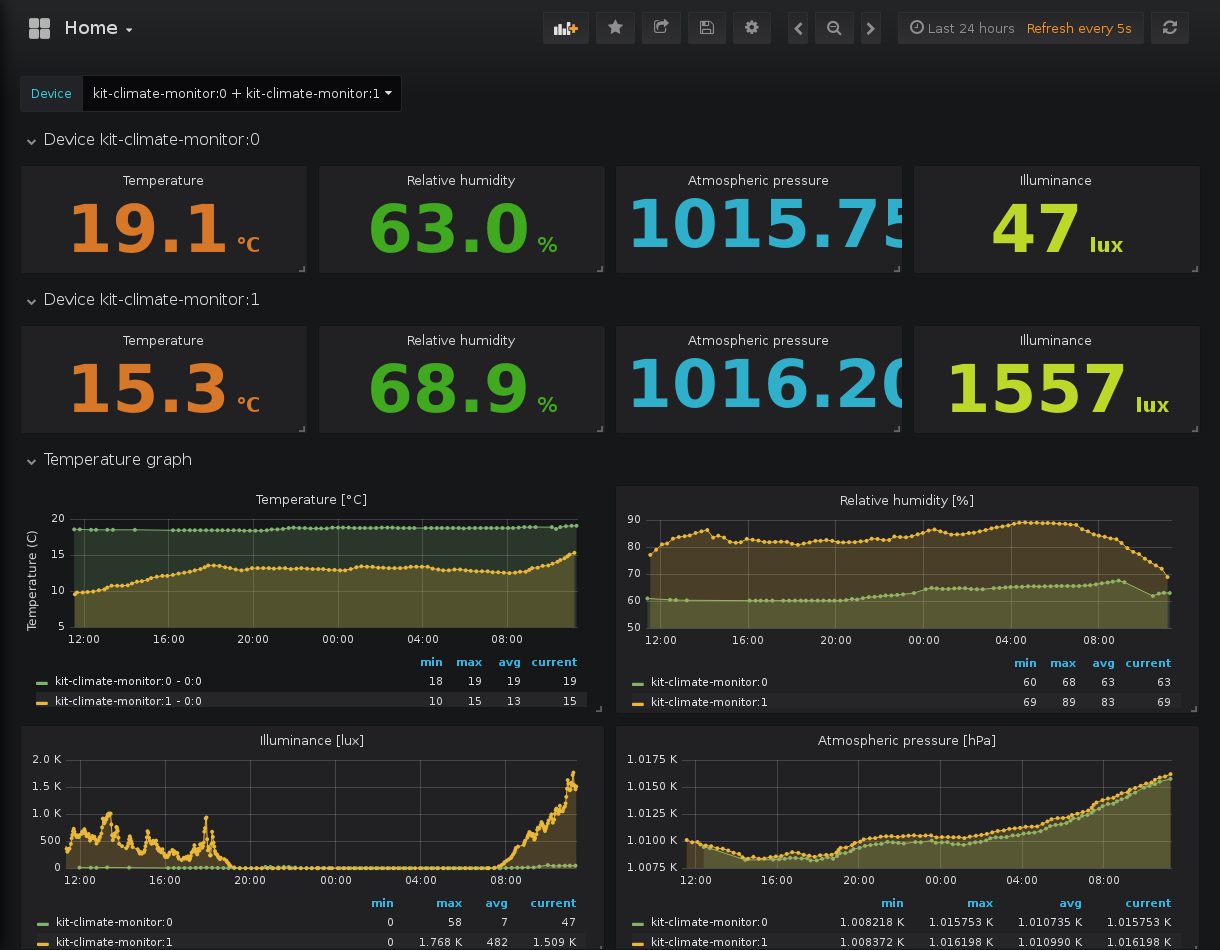 Home
Last 24 hours Refresh every 5s
Device kit-climate-monitor:0 + kit-climate-monitor:1
Device kit-climate-monitor:0
Temperature Relative humidity Atmospheric pressure Illuminance
19.1 °C 63.0 % 1015.75 47 lux
Device kit-climate-monitor:1
Temperature Relative humidity Atmospheric pressure Illuminance
15.3 °C 68.9 % 1016.20 1557 lux
Temperature graph
Temperature [°C]
Temperature (C)
20
15
10
5
12:00 16:00 20:00 00:00 04:00 08:00
min max avg current
kit-climate-monitor:0 - 0:0 18 19 19 19
kit-climate-monitor:1 - 0:0 10 15 13 15
Relative humidity [%]
90
80
70
60
50
12:00 16:00 20:00 00:00 04:00 08:00
min max avg current
kit-climate-monitor:0 60 68 63 63
kit-climate-monitor:1 69 89 83 69
Illuminance [lux]
2.0 K
1.5 K
1.0 K
500
0
12:00 16:00 20:00 00:00 04:00 08:00
min max avg current
kit-climate-monitor:0 0 58 7 47
kit-climate-monitor:1 0 1.768 K 482 1.509 K
Atmospheric pressure [hPa]
1.0175 K
1.0150 K
1.0125 K
1.0100 K
1.0075 K
12:00 16:00 20:00 00:00 04:00 08:00
min max avg current
kit-climate-monitor:0 1.008218 K 1.015753 K 1.010735 K 1.015753 K
kit-climate-monitor:1 1.008372 K 1.016198 K 1.010990 K 1.016198 K